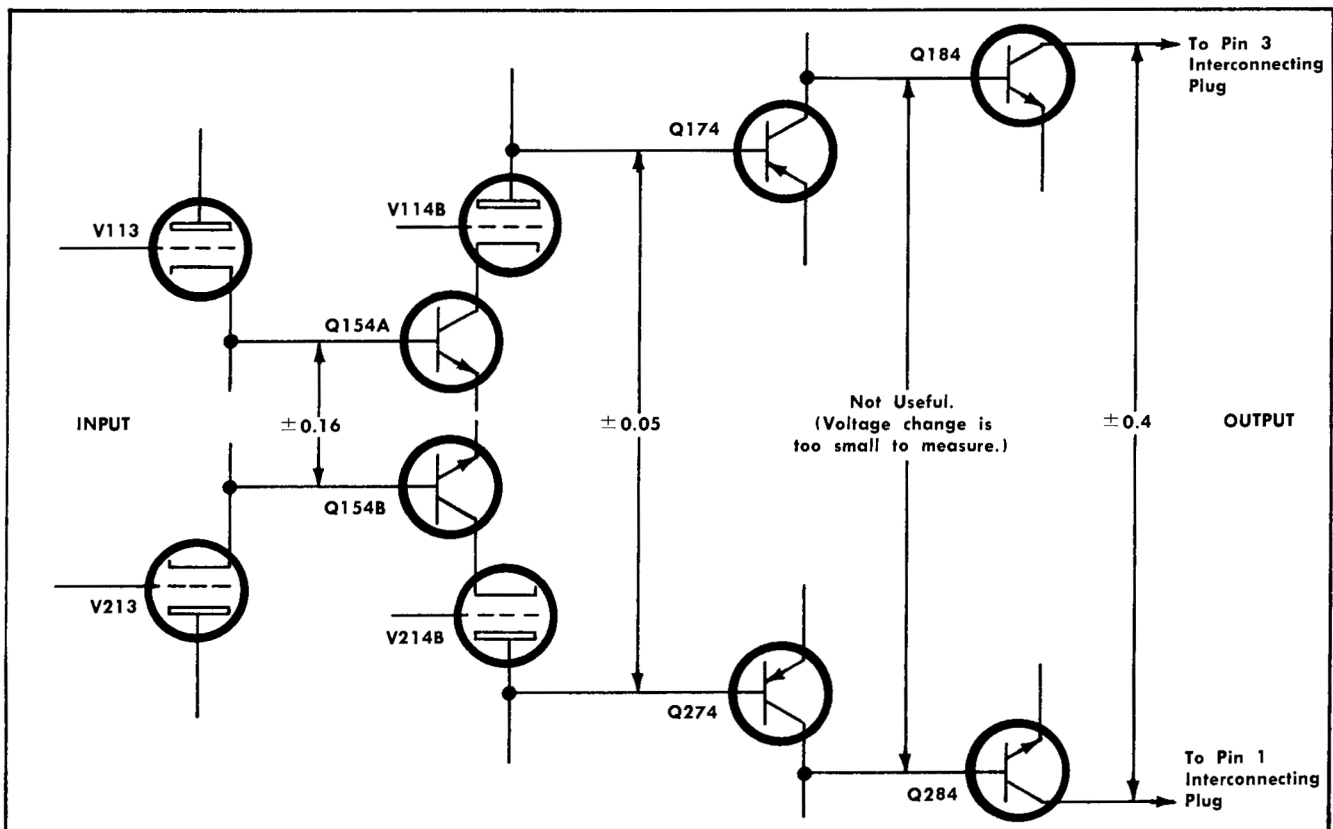 Q184
To Pin 3
Interconnecting
Plug
Q174
V113
V114B
Q154A
INPUT
±0.16
±0.05
Not Useful.
(Voltage change is
too small to measure.)
±0.4
OUTPUT
Q154B
V213
V214B
Q274
To Pin 1
Interconnecting
Plug
Q284